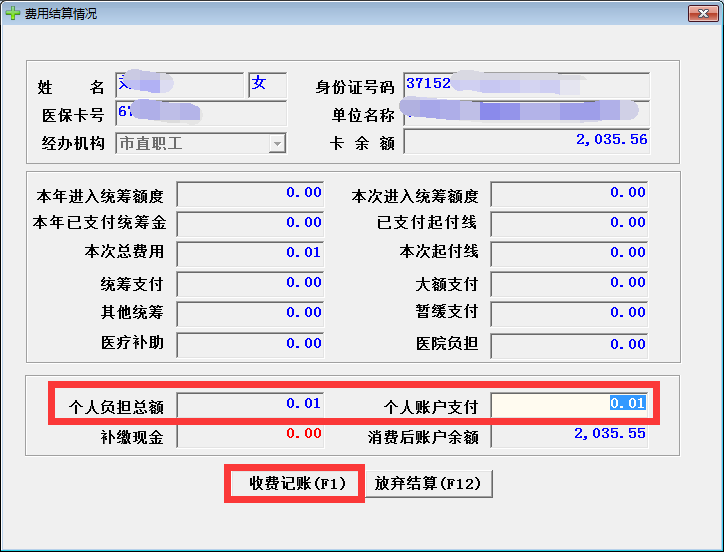 费用结算情况
姓 名 女 身份证号码 37152
医保卡号 67 单位名称
经办机构 市直职工 卡 余 额 2,035.56
本年进入统筹额度 0.00 本次进入统筹额度 0.00
本年已支付统筹金 0.00 已支付起付线 0.00
本次总费用 0.01 本次起付线 0.00
统筹支付 0.00 大额支付 0.00
其他统筹 0.00 暂缓支付 0.00
医疗补助 0.00 医院负担 0.00
个人负担总额 0.01 个人账户支付 0.01
补缴现金 0.00 消费后账户余额 2,035.55
收费记账(F1) 放弃结算(F12)